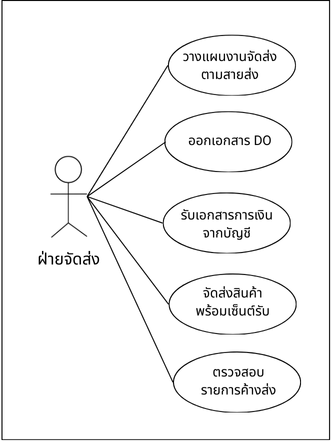 วางแผนงานจัดส่ง
ตามสายส่ง
ออกเอกสาร DO
รับเอกสารการเงิน
จากบัญชี
ฝ่ายจัดส่ง
จัดส่งสินค้า
พร้อมเซ็นต์รับ
ตรวจสอบ
รายการค้างส่ง